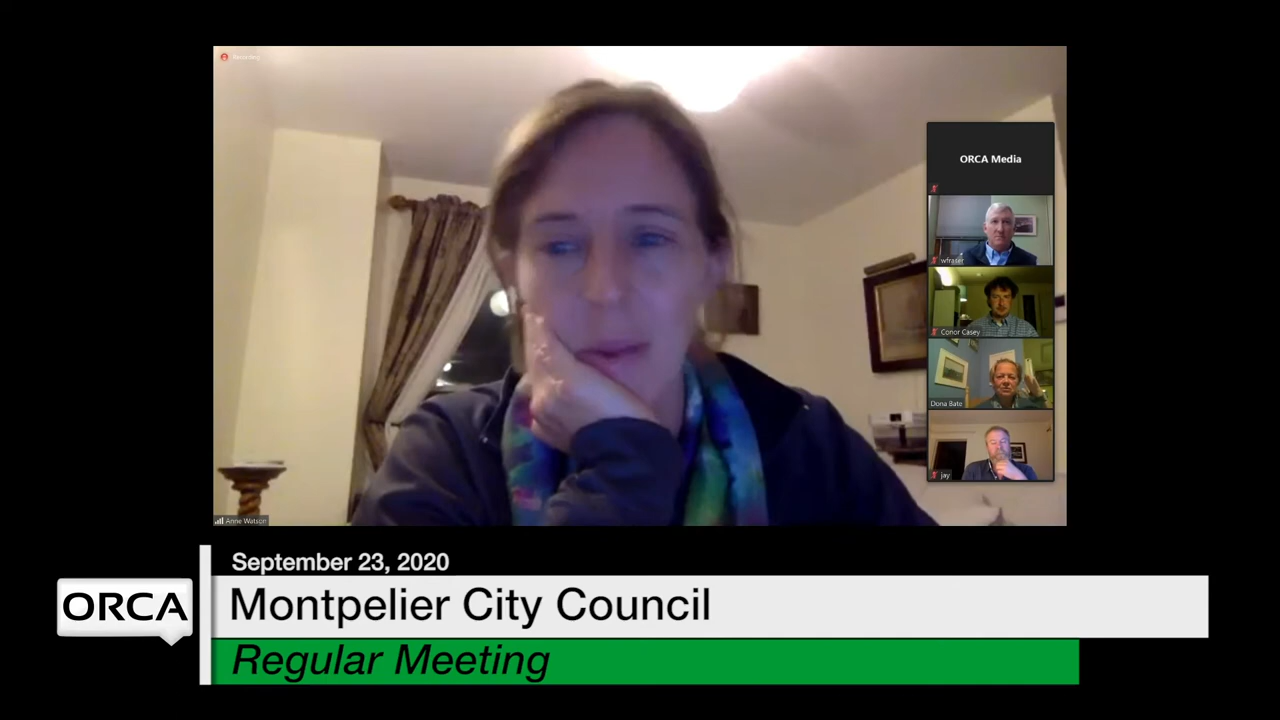 Recording
ORCA Media
wfraser
Conor Casey
Dona Bate
jay
Anne Watson
September 23, 2020
ORCA
Montpelier City Council
Regular Meeting